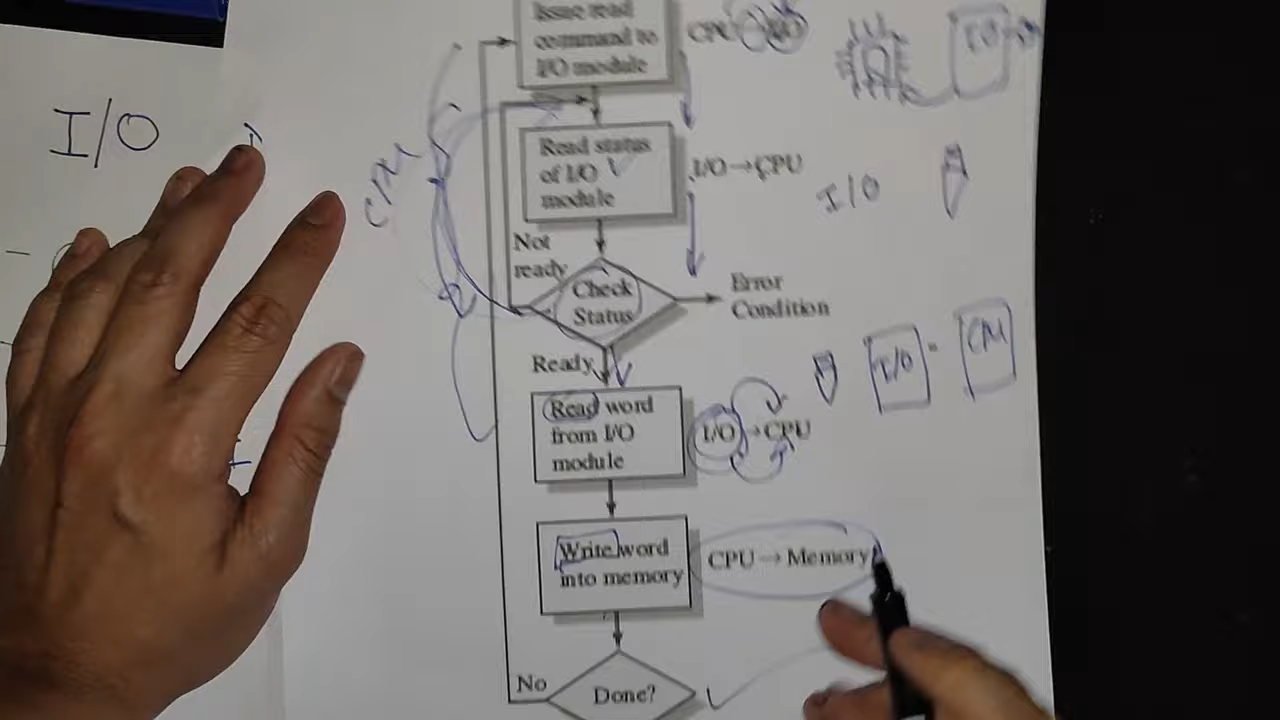 Issue read
command to
I/O module
CPU → I/O
I/O
I/O
Read status
of I/O
module
I/O → CPU
I/O
CPU
Not
ready
Check
Status
Error
Condition
Ready
I/O
CM
Read word
from I/O
module
I/O → CPU
Write word
into memory
CPU → Memory
No
Done?